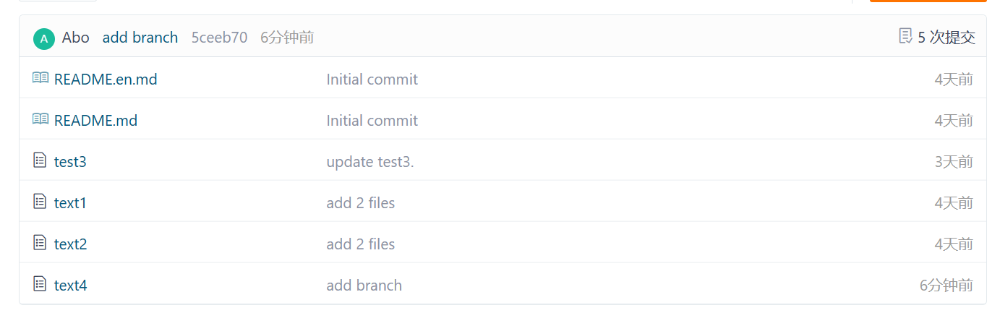 A Abo add branch 5ceeb70 6分钟前 5 次提交
README.en.md Initial commit 4天前
README.md Initial commit 4天前
test3 update test3. 3天前
text1 add 2 files 4天前
text2 add 2 files 4天前
text4 add branch 6分钟前